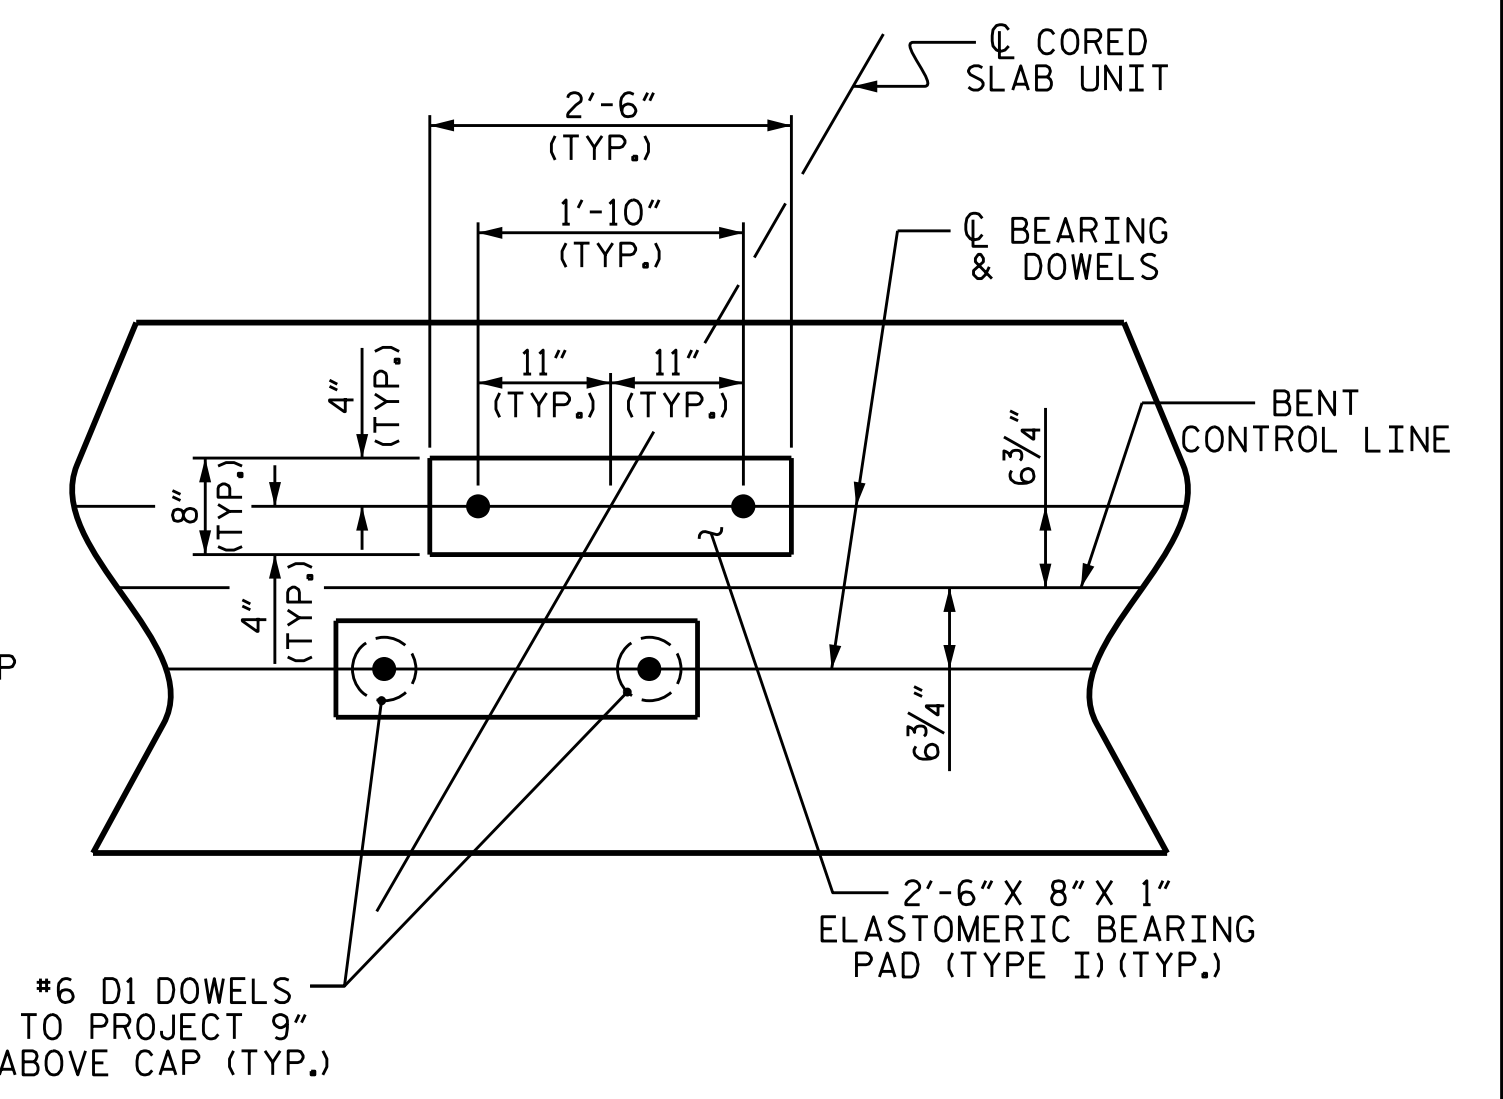 ℄ CORED
SLAB UNIT
2'-6"
(TYP.)
1'-10"
(TYP.)
℄ BEARING
& DOWELS
11"
(TYP.)
11"
(TYP.)
4"
(TYP.)
8"
(TYP.)
4"
(TYP.)
6¾"
BENT
CONTROL LINE
6¾"
P
2'-6" X 8" X 1"
ELASTOMERIC BEARING
PAD (TYPE I)(TYP.)
#6 D1 DOWELS
TO PROJECT 9"
ABOVE CAP (TYP.)